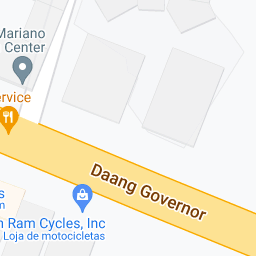 Mariano
Center
ervice
Daang Governor
s
m
n Ram Cycles, Inc
Loja de motocicletas